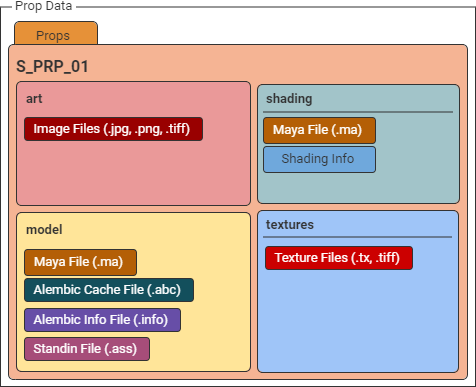 Prop Data
Props
S_PRP_01
art
Image Files (.jpg, .png, .tiff)
shading
Maya File (.ma)
Shading Info
model
Maya File (.ma)
Alembic Cache File (.abc)
Alembic Info File (.info)
Standin File (.ass)
textures
Texture Files (.tx, .tiff)